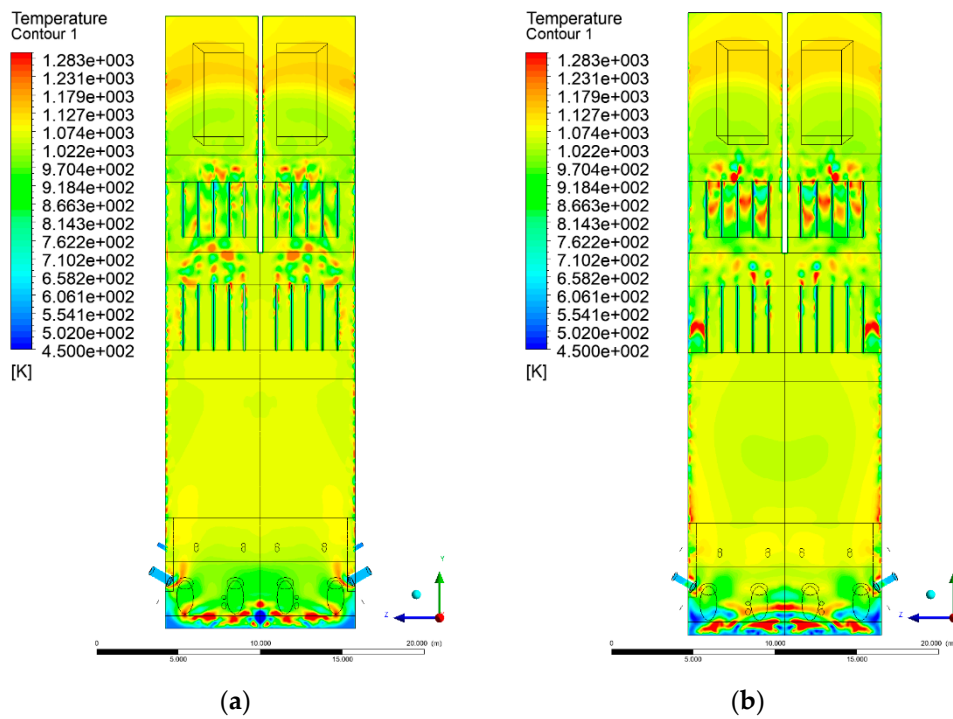 Temperature
Contour 1
1.283e+003
1.231e+003
1.179e+003
1.127e+003
1.074e+003
1.022e+003
9.704e+002
9.184e+002
8.663e+002
8.143e+002
7.622e+002
7.102e+002
6.582e+002
6.061e+002
5.541e+002
5.020e+002
4.500e+002
[K]
Y
Z
0
10.000
20.000 (m)
5.000
15.000
(a)
Temperature
Contour 1
1.283e+003
1.231e+003
1.179e+003
1.127e+003
1.074e+003
1.022e+003
9.704e+002
9.184e+002
8.663e+002
8.143e+002
7.622e+002
7.102e+002
6.582e+002
6.061e+002
5.541e+002
5.020e+002
4.500e+002
[K]
Y
Z
0
10.000
20.000
5.000
15.000
(b)